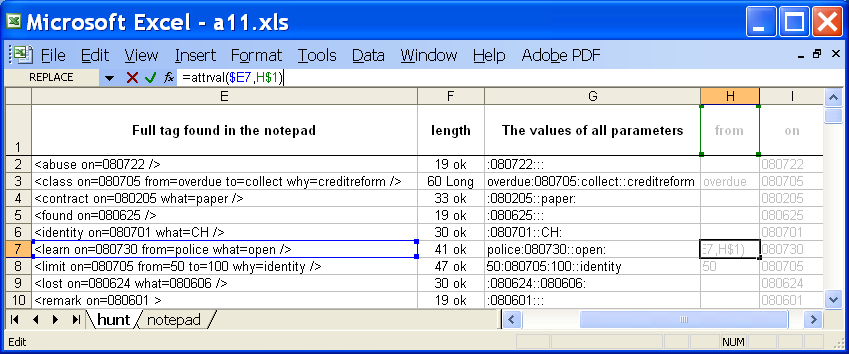 Microsoft Excel - a11.xls
File Edit View Insert Format Tools Data Window Help Adobe PDF
REPLACE =attrval($E7,H$1)
E F G H I
1 Full tag found in the notepad length The values of all parameters from on
2 <abuse on=080722 /> 19 ok :080722::: 080722
3 <class on=080705 from=overdue to=collect why=creditreform /> 60 Long overdue:080705:collect::creditreform overdue 080705
4 <contract on=080205 what=paper /> 33 ok :080205::paper: 080205
5 <found on=080625 /> 19 ok :080625::: 080625
6 <identity on=080701 what=CH /> 30 ok :080701::CH: 080701
7 <learn on=080730 from=police what=open /> 41 ok police:080730::open: E7,H$1) 080730
8 <limit on=080705 from=50 to=100 why=identity /> 47 ok 50:080705:100::identity 50 080705
9 <lost on=080624 what=080606 /> 30 ok :080624::080606: 080624
10 <remark on=080601 > 19 ok :080601::: 080601
hunt notepad
Edit NUM